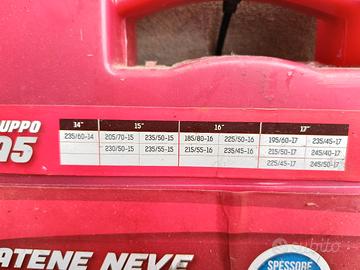 UPPO
A5
14" 15" 16" 17"
235/60-14 205/70-15 235/50-15 185/80-16 225/50-16 195/60-17 235/45-17
230/50-15 235/55-15 215/55-16 235/45-16 215/50-17 245/40-17
225/45-17 245/50-17
ATENE NEVE
SPESSORE
subito